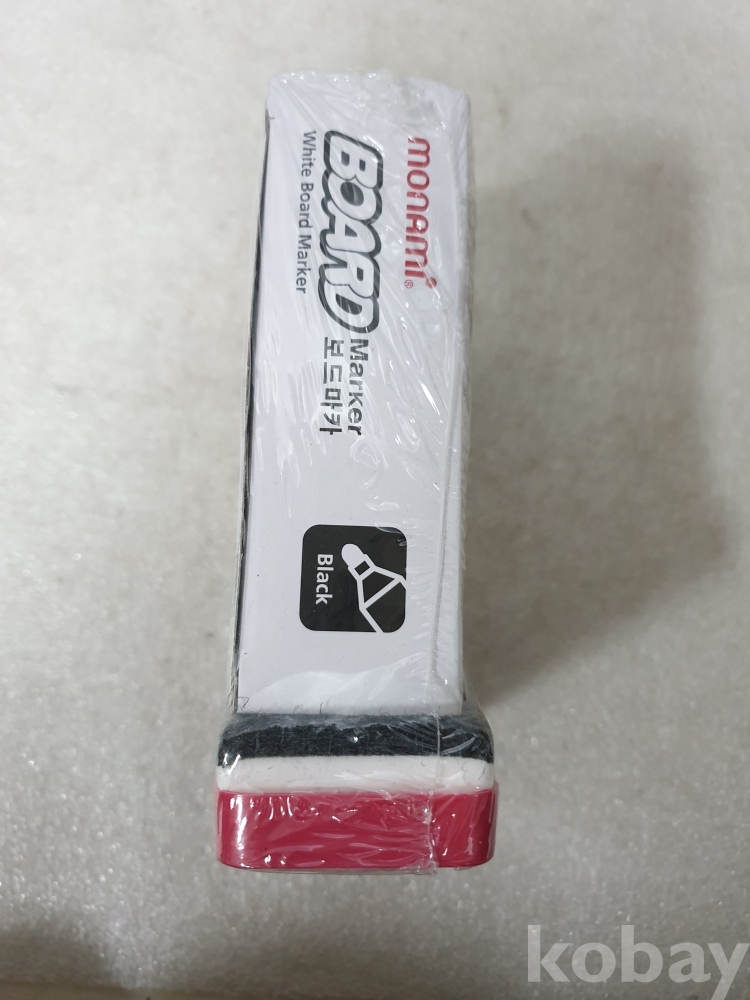 monami®
BOARD Marker
보드마카
White Board Marker
Black
kobay